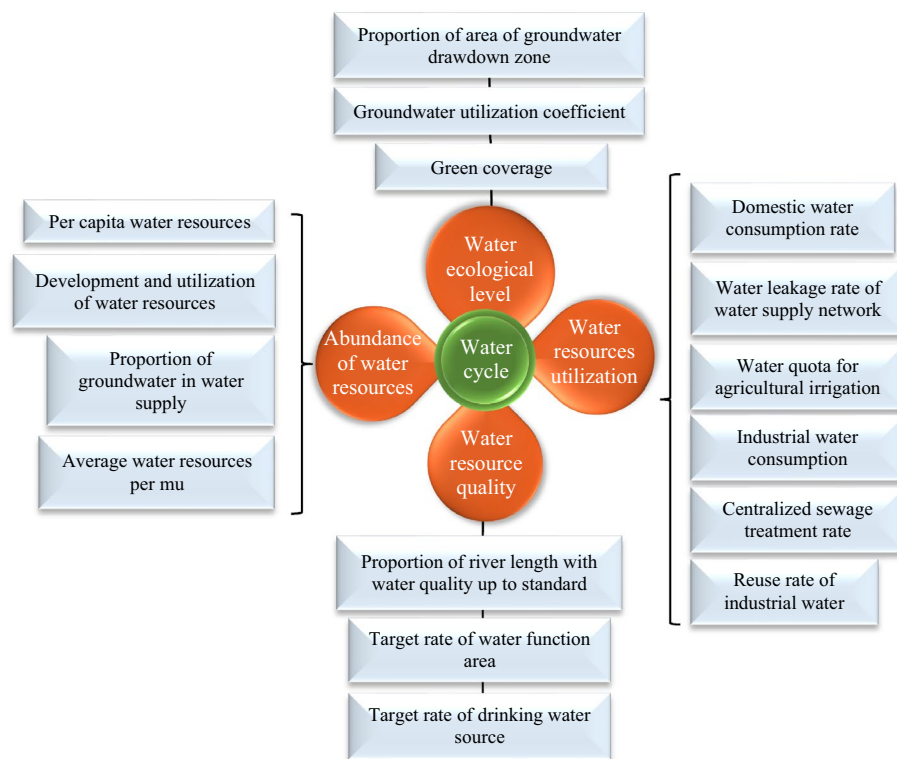 Proportion of area of groundwater
drawdown zone
Groundwater utilization coefficient
Green coverage
Per capita water resources
Development and utilization
of water resources
Proportion of
groundwater in water
supply
Average water resources
per mu
Water
ecological
level
Abundance
of water
resources
Water
cycle
Water
resources
utilization
Water
resource
quality
Domestic water
consumption rate
Water leakage rate of
water supply network
Water quota for
agricultural irrigation
Industrial water
consumption
Centralized sewage
treatment rate
Reuse rate of
industrial water
Proportion of river length with
water quality up to standard
Target rate of water function
area
Target rate of drinking water
source